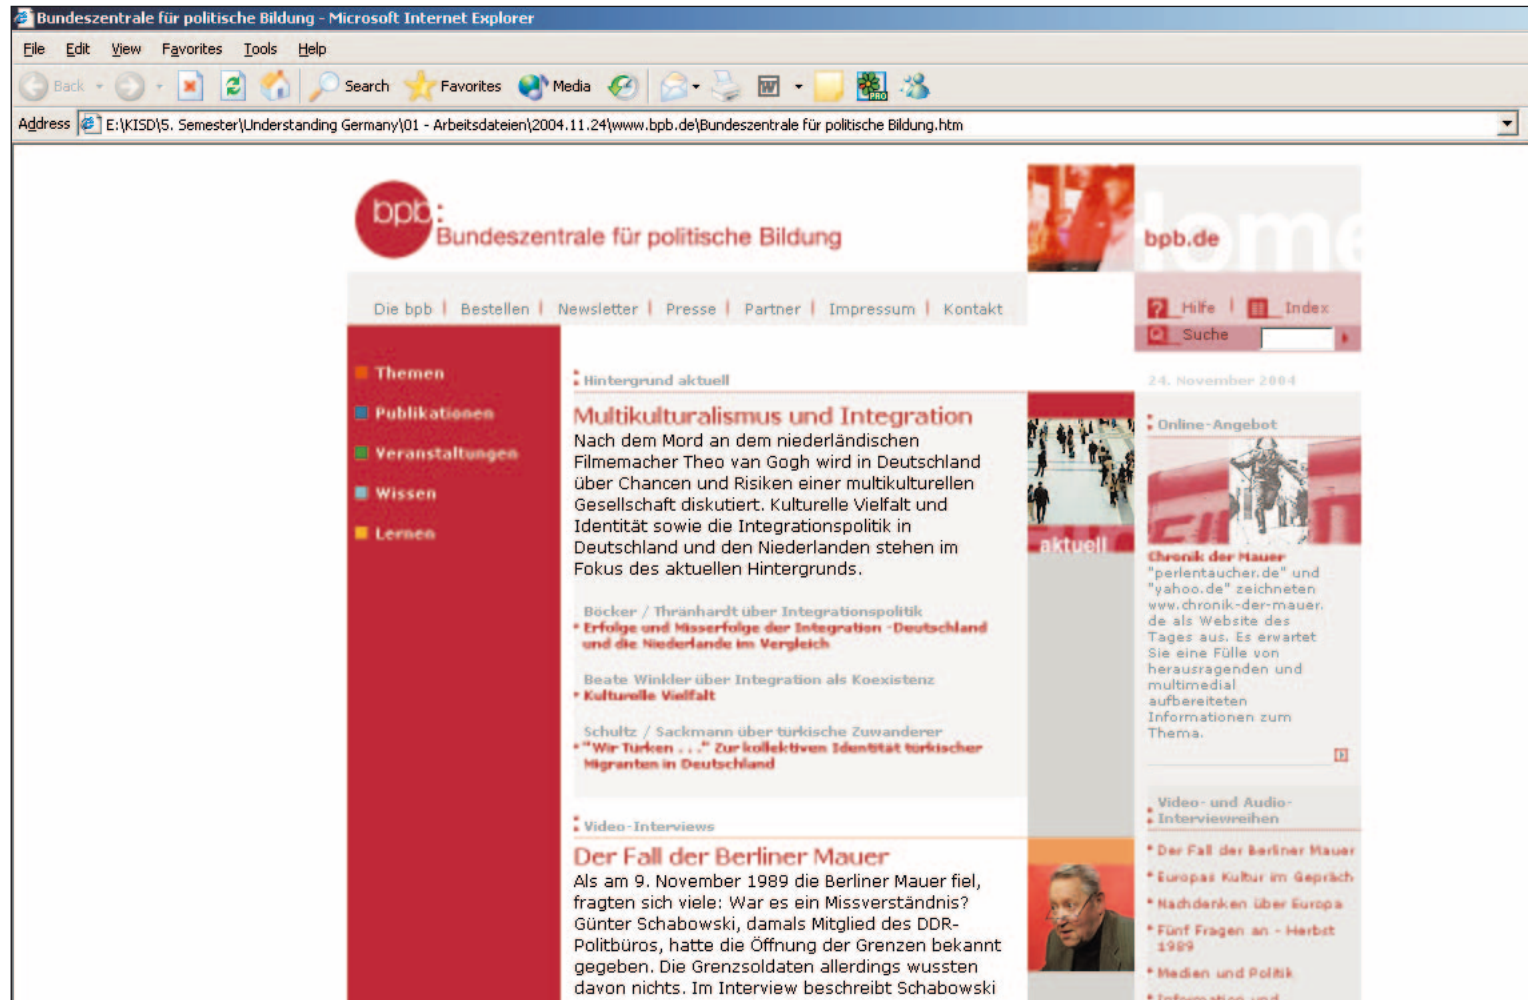 Bundeszentrale für politische Bildung - Microsoft Internet Explorer
File Edit View Favorites Tools Help
Back Search Favorites Media
Address E:\KISD\5. Semester\Understanding Germany\01 - Arbeitsdateien\2004.11.24\www.bpb.de\Bundeszentrale für politische Bildung.htm
bpb:
Bundeszentrale für politische Bildung
bpb.de
Die bpb | Bestellen | Newsletter | Presse | Partner | Impressum | Kontakt
Hilfe | Index
Suche
Themen
Publikationen
Veranstaltungen
Wissen
Lernen
Hintergrund aktuell
Multikulturalismus und Integration
Nach dem Mord an dem niederländischen
Filmemacher Theo van Gogh wird in Deutschland
über Chancen und Risiken einer multikulturellen
Gesellschaft diskutiert. Kulturelle Vielfalt und
Identität sowie die Integrationspolitik in
Deutschland und den Niederlanden stehen im
Fokus des aktuellen Hintergrunds.
Böcker / Thränhardt über Integrationspolitik
Erfolge und Misserfolge der Integration -Deutschland
und die Niederlande im Vergleich
Beate Winkler über Integration als Koexistenz
Kulturelle Vielfalt
Schultz / Sackmann über türkische Zuwanderer
"Wir Türken . . ." Zur kollektiven Identität türkischer
Migranten in Deutschland
aktuell
Video-Interviews
Der Fall der Berliner Mauer
Als am 9. November 1989 die Berliner Mauer fiel,
fragten sich viele: War es ein Missverständnis?
Günter Schabowski, damals Mitglied des DDR-
Politbüros, hatte die Öffnung der Grenzen bekannt
gegeben. Die Grenzsoldaten allerdings wussten
davon nichts. Im Interview beschreibt Schabowski
24. November 2004
Online-Angebot
Chronik der Mauer
"perlentaucher.de" und
"yahoo.de" zeichneten
www.chronik-der-mauer.
de als Website des
Tages aus. Es erwartet
Sie eine Fülle von
herausragenden und
multimedial
aufbereiteten
Informationen zum
Thema.
Video- und Audio-
Interviewreihen
Der Fall der Berliner Mauer
Europas Kultur im Gepräch
Nachdenken über Europa
Fünf Fragen an - Herbst
1989
Medien und Politik
Information und